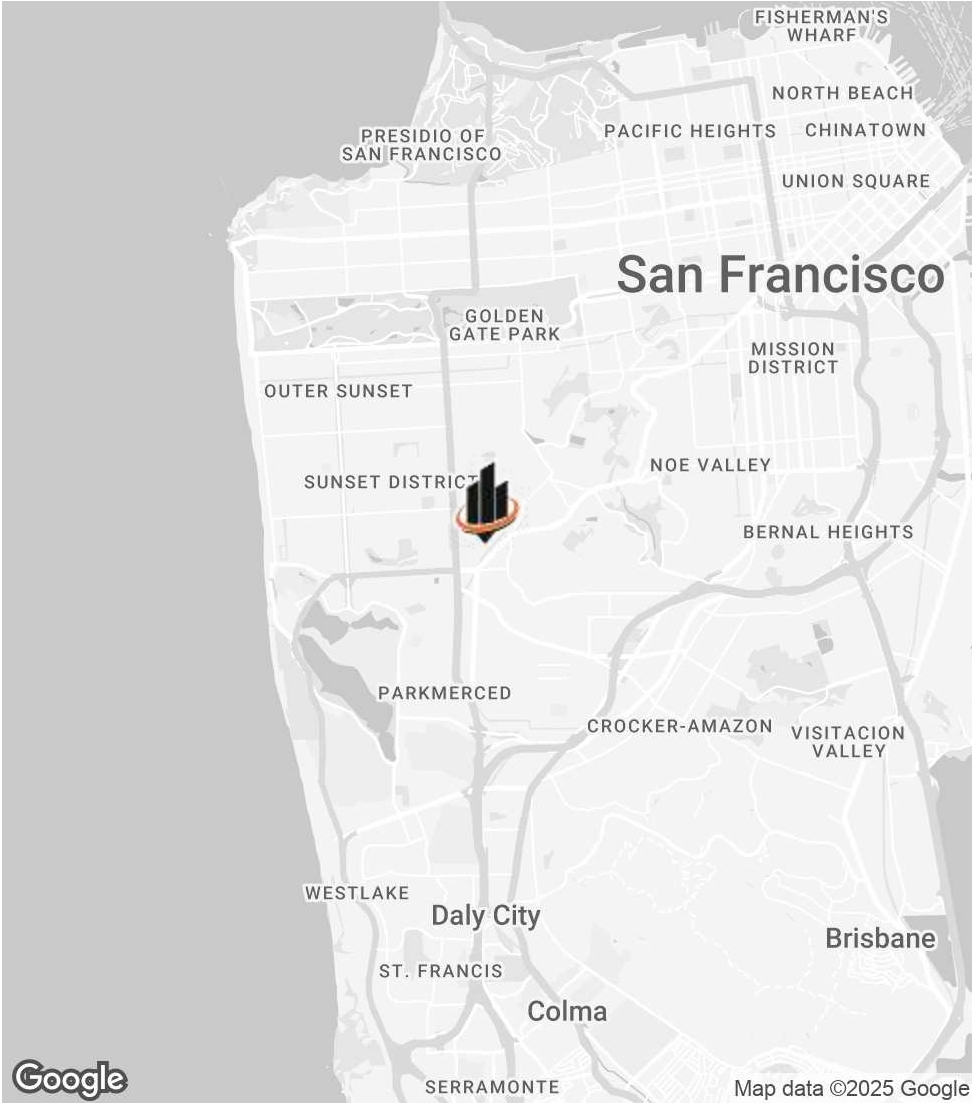 FISHERMAN'S
WHARF
NORTH BEACH
PRESIDIO OF
SAN FRANCISCO
PACIFIC HEIGHTS
CHINATOWN
UNION SQUARE
San Francisco
GOLDEN
GATE PARK
MISSION
DISTRICT
OUTER SUNSET
NOE VALLEY
SUNSET DISTRICT
BERNAL HEIGHTS
PARKMERCED
CROCKER-AMAZON
VISITACION
VALLEY
WESTLAKE
Daly City
Brisbane
ST. FRANCIS
Colma
Google
SERRAMONTE
Map data ©2025 Google